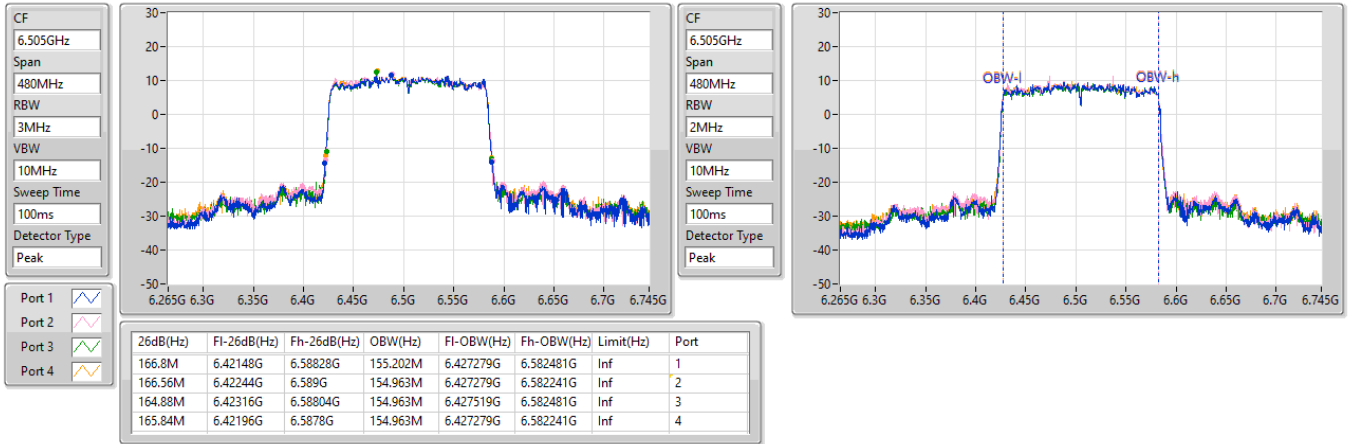 CF
6.505GHz
Span
480MHz
RBW
3MHz
VBW
10MHz
Sweep Time
100ms
Detector Type
Peak
30
20
10
0
-10
-20
-30
-40
-50
6.265G 6.3G 6.35G 6.4G 6.45G 6.5G 6.55G 6.6G 6.65G 6.7G 6.745G
CF
6.505GHz
Span
480MHz
RBW
2MHz
VBW
10MHz
Sweep Time
100ms
Detector Type
Peak
30
20
10
0
-10
-20
-30
-40
-50
OBW-l OBW-h
6.265G 6.3G 6.35G 6.4G 6.45G 6.5G 6.55G 6.6G 6.65G 6.7G 6.745G
Port 1
Port 2
Port 3
Port 4
26dB(Hz) Fl-26dB(Hz) Fh-26dB(Hz) OBW(Hz) Fl-OBW(Hz) Fh-OBW(Hz) Limit(Hz) Port
166.8M 6.42148G 6.58828G 155.202M 6.427279G 6.582481G Inf 1
166.56M 6.42244G 6.589G 154.963M 6.427279G 6.582241G Inf 2
164.88M 6.42316G 6.58804G 154.963M 6.427519G 6.582481G Inf 3
165.84M 6.42196G 6.5878G 154.963M 6.427279G 6.582241G Inf 4